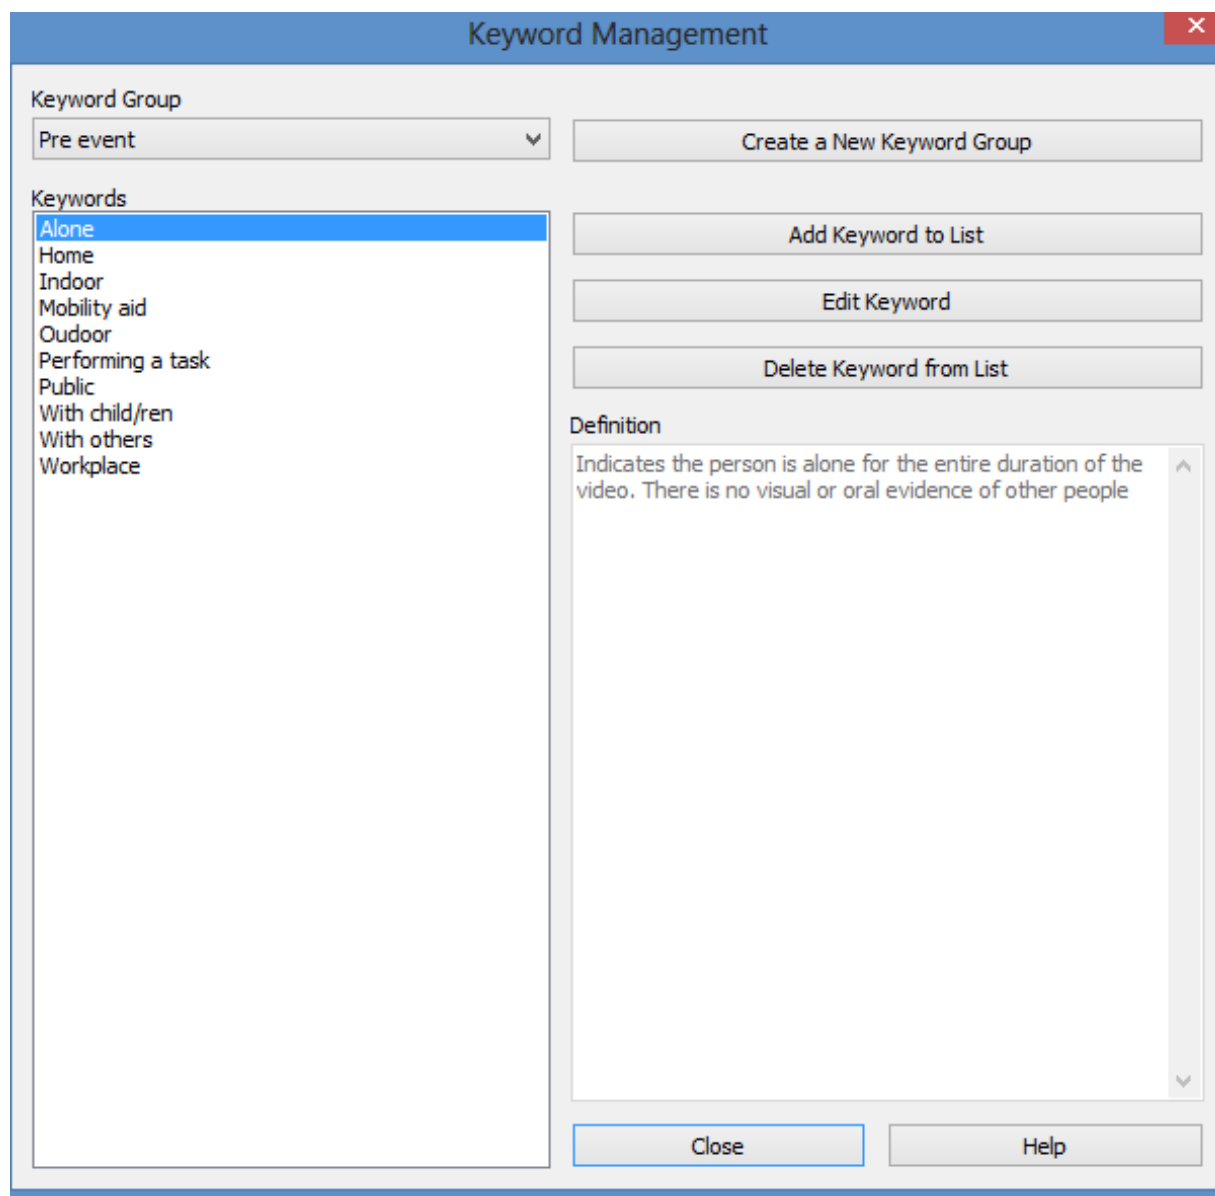 Keyword Management
Keyword Group
Pre event
Create a New Keyword Group
Keywords
Alone
Home
Indoor
Mobility aid
Oudoor
Performing a task
Public
With child/ren
With others
Workplace
Add Keyword to List
Edit Keyword
Delete Keyword from List
Definition
Indicates the person is alone for the entire duration of the
video. There is no visual or oral evidence of other people
Close
Help